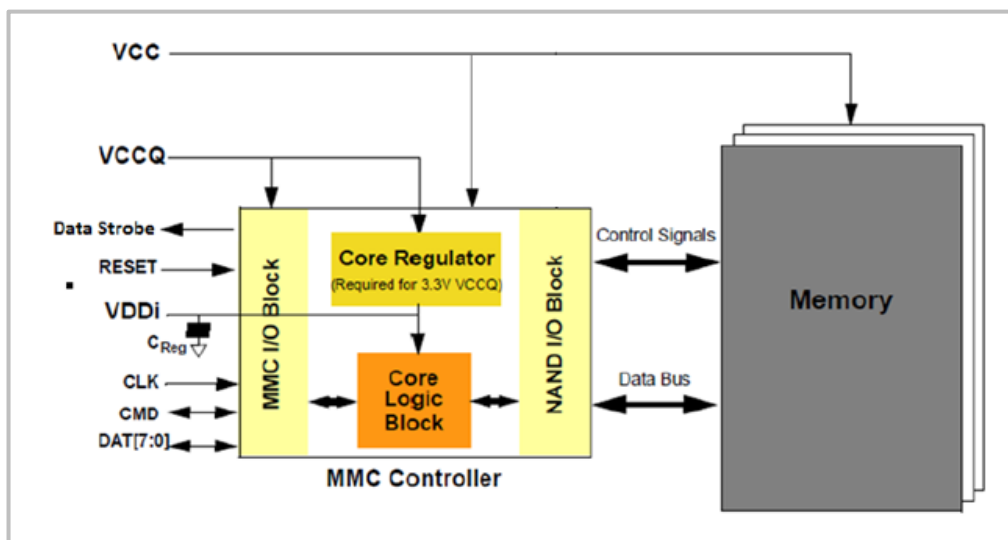 VCC
VCCQ
Data Strobe
RESET
VDDi
C Reg
CLK
CMD
DAT[7:0]
MMC I/O Block
Core Regulator
(Required for 3.3V VCCQ)
Core
Logic
Block
NAND I/O Block
MMC Controller
Control Signals
Data Bus
Memory